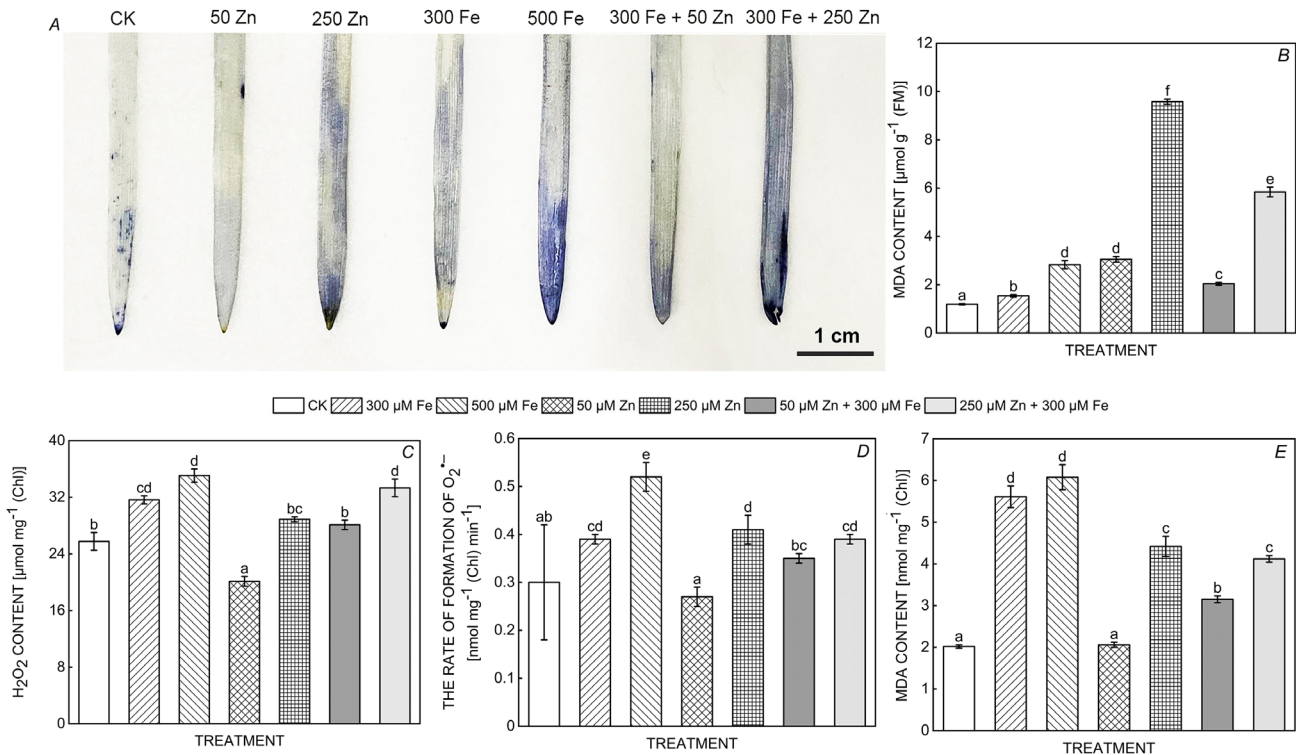 A
CK 50 Zn 250 Zn 300 Fe 500 Fe 300 Fe + 50 Zn 300 Fe + 250 Zn
1 cm
B
MDA CONTENT [µmol g⁻¹ (FM)]
12
10
8
6
4
2
0
a b d d f c e
TREATMENT
CK 300 µM Fe 500 µM Fe 50 µM Zn 250 µM Zn 50 µM Zn + 300 µM Fe 250 µM Zn + 300 µM Fe
C
H₂O₂ CONTENT [µmol mg⁻¹ (Chl)]
40
32
24
16
8
0
b cd d a bc b d
TREATMENT
D
THE RATE OF FORMATION OF O₂•–
[nmol mg⁻¹ (Chl) min⁻¹]
0.6
0.5
0.4
0.3
0.2
0.1
0
ab cd e a d bc cd
TREATMENT
E
MDA CONTENT [nmol mg⁻¹ (Chl)]
7
6
5
4
3
2
1
0
a d d a c b c
TREATMENT